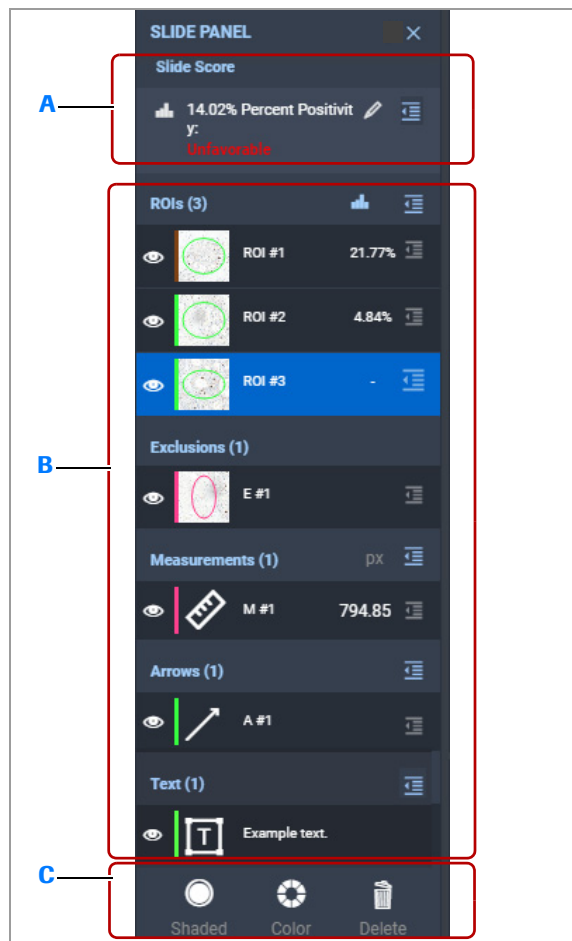 SLIDE PANEL
Slide Score
A
14.02% Percent Positivit
y:
Unfavorable
ROIs (3)
ROI #1 21.77%
ROI #2 4.84%
ROI #3 -
B
Exclusions (1)
E #1
Measurements (1) px
M #1 794.85
Arrows (1)
A #1
Text (1)
T Example text.
C
Shaded Color Delete